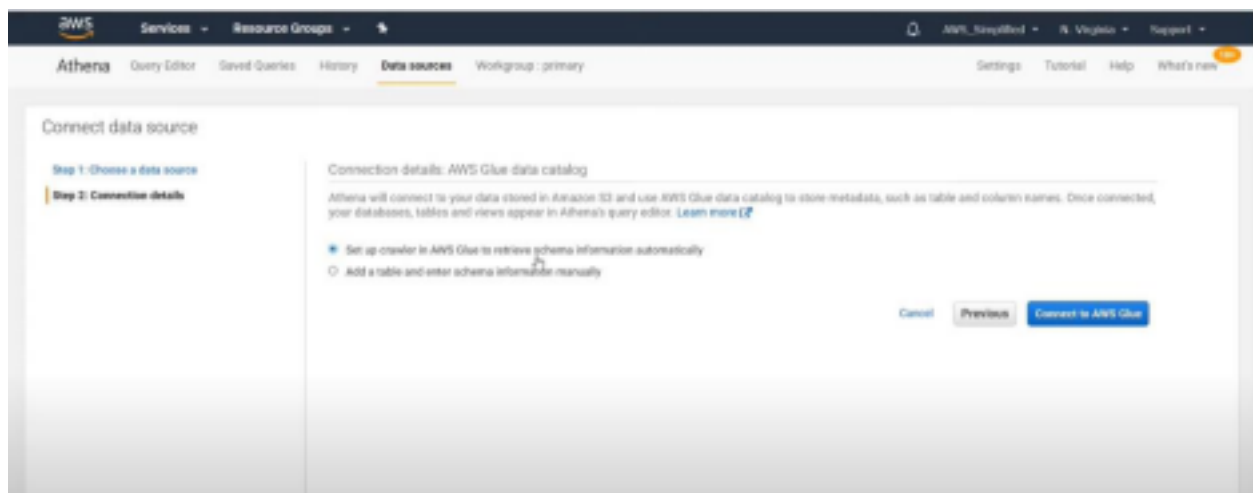 aws Services Resource Groups AWS_Simplified N. Virginia Support
Athena Query Editor Saved Queries History Data sources Workgroup : primary Settings Tutorial Help What's new
Connect data source
Step 1: Choose a data source
Step 2: Connection details
Connection details: AWS Glue data catalog
Athena will connect to your data stored in Amazon S3 and use AWS Glue data catalog to store metadata, such as table and column names. Once connected,
your databases, tables and views appear in Athena's query editor. Learn more
Set up crawler in AWS Glue to retrieve schema information automatically
Add a table and enter schema information manually
Cancel Previous Connect to AWS Glue